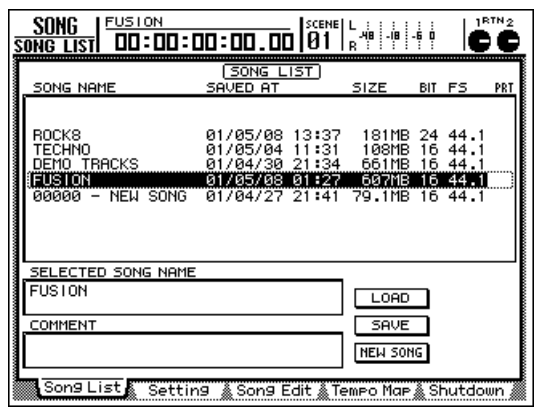 SONG FUSION SCENE L -48 -18 -6 0 1 RTN 2
SONG LIST 00:00:00:00.00 01 R
SONG LIST
SONG NAME SAVED AT SIZE BIT FS PRT
ROCK8 01/05/08 13:37 181MB 24 44.1
TECHNO 01/05/04 11:31 108MB 16 44.1
DEMO TRACKS 01/04/30 21:34 661MB 16 44.1
FUSION 01/05/08 01:27 607MB 16 44.1
00000 - NEW SONG 01/04/27 21:41 79.1MB 16 44.1
SELECTED SONG NAME
FUSION
LOAD
COMMENT
SAVE
NEW SONG
Song List Setting Song Edit Tempo Map Shutdown